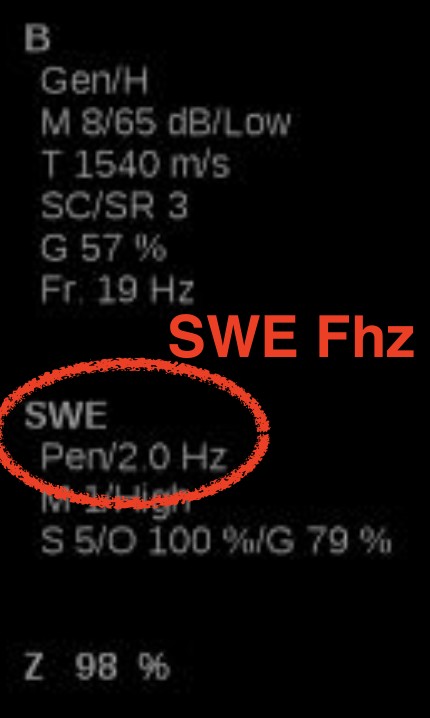 B
Gen/H
M 8/65 dB/Low
T 1540 m/s
SC/SR 3
G 57 %
Fr. 19 Hz
SWE Fhz
SWE
Pen/2.0 Hz
M 1/High
S 5/O 100 %/G 79 %
Z 98 %